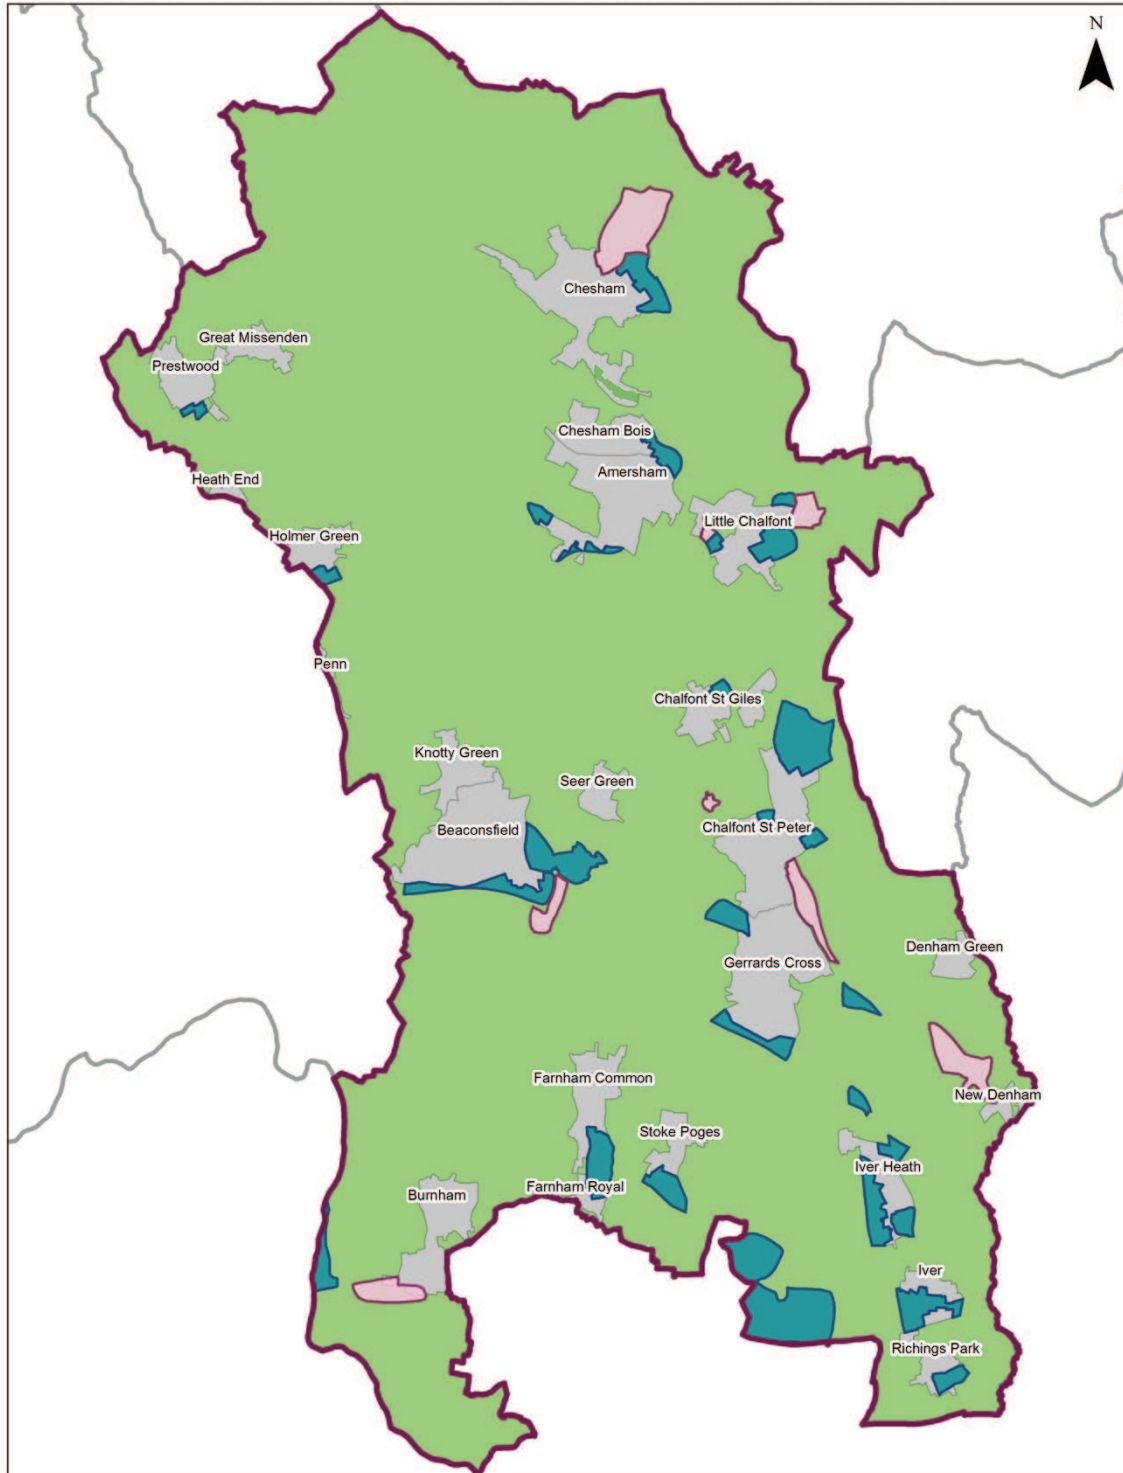 N
Chesham
Great Missenden
Prestwood
Chesham Bois
Amersham
Heath End
Little Chalfont
Holmer Green
Penn
Chalfont St Giles
Knotty Green
Seer Green
Beaconsfield
Chalfont St Peter
Denham Green
Gerrards Cross
Farnham Common
New Denham
Stoke Poges
Iver Heath
Farnham Royal
Burnham
Iver
Richings Park